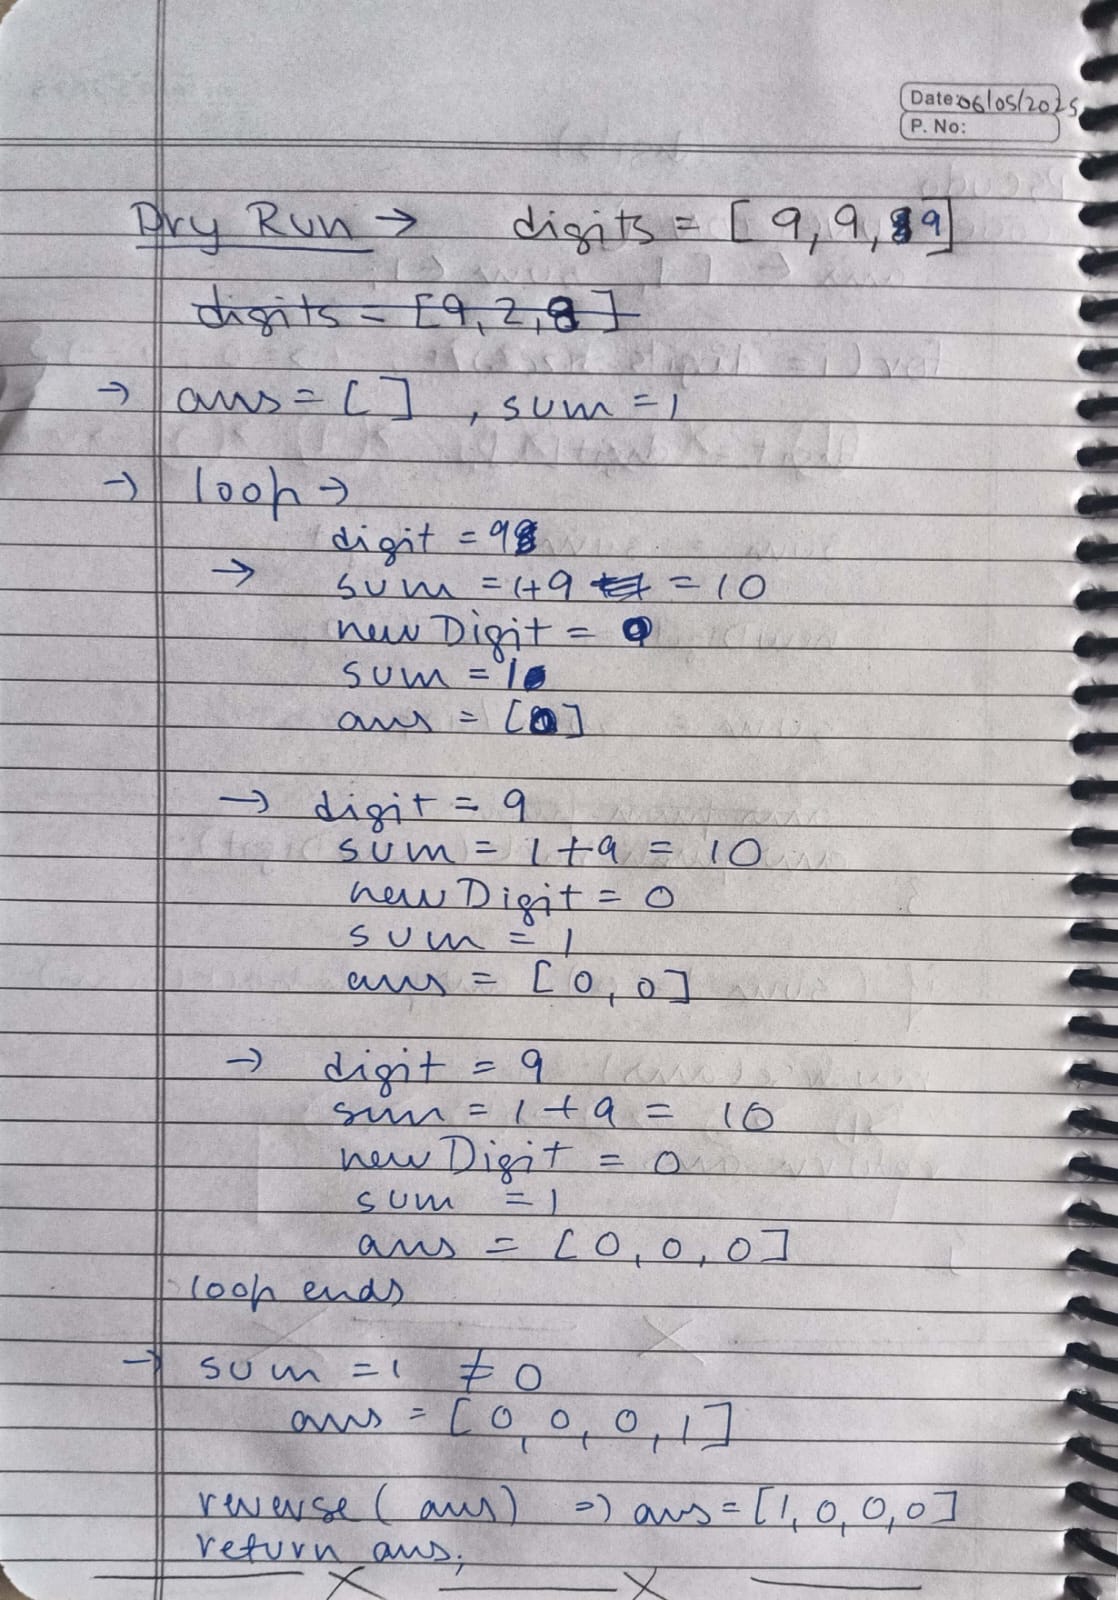 Date: 06/05/2025
P. No:
Dry Run → digits = [9, 9, 9]
digits = [9, 2, 8]
→ ans = [ ] , sum = 1
→ loop →
digit = 9
→ sum = 1+9 = 10
new Digit = 0
sum = 1
ans = [0]
→ digit = 9
sum = 1 + 9 = 10
new Digit = 0
sum = 1
ans = [0, 0]
→ digit = 9
sum = 1 + 9 = 10
new Digit = 0
sum = 1
ans = [0, 0, 0]
loop ends
→ sum = 1 ≠ 0
ans = [0, 0, 0, 1]
reverse (ans) => ans = [1, 0, 0, 0]
return ans;